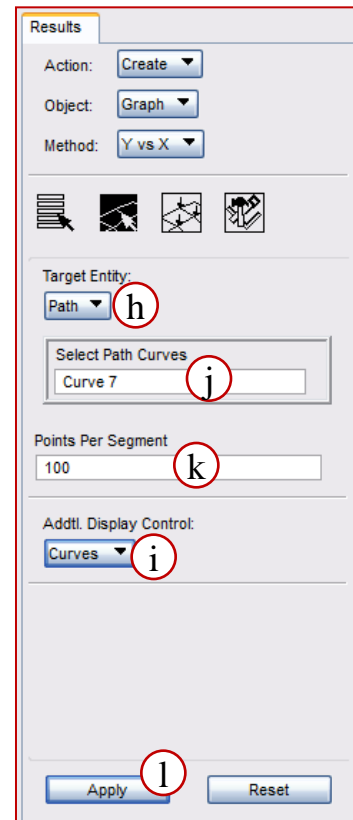 Results
Action: Create
Object: Graph
Method: Y vs X
Target Entity:
Path h
Select Path Curves
Curve 7 j
Points Per Segment
100 k
Addtl. Display Control:
Curves i
Apply l Reset